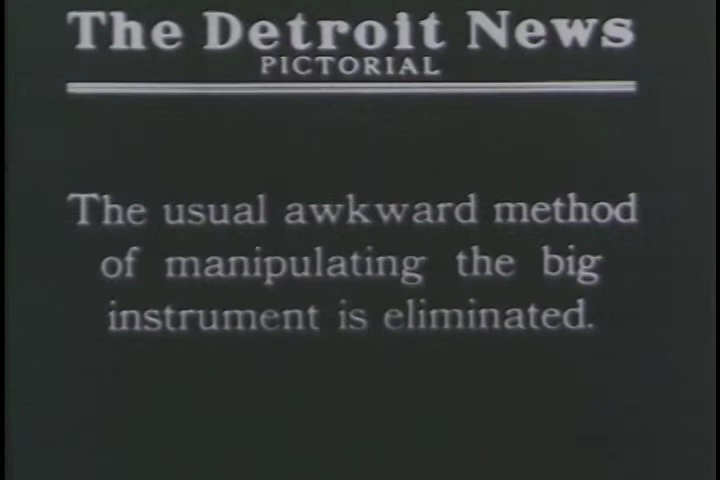 The Detroit News
PICTORIAL
The usual awkward method
of manipulating the big
instrument is eliminated.